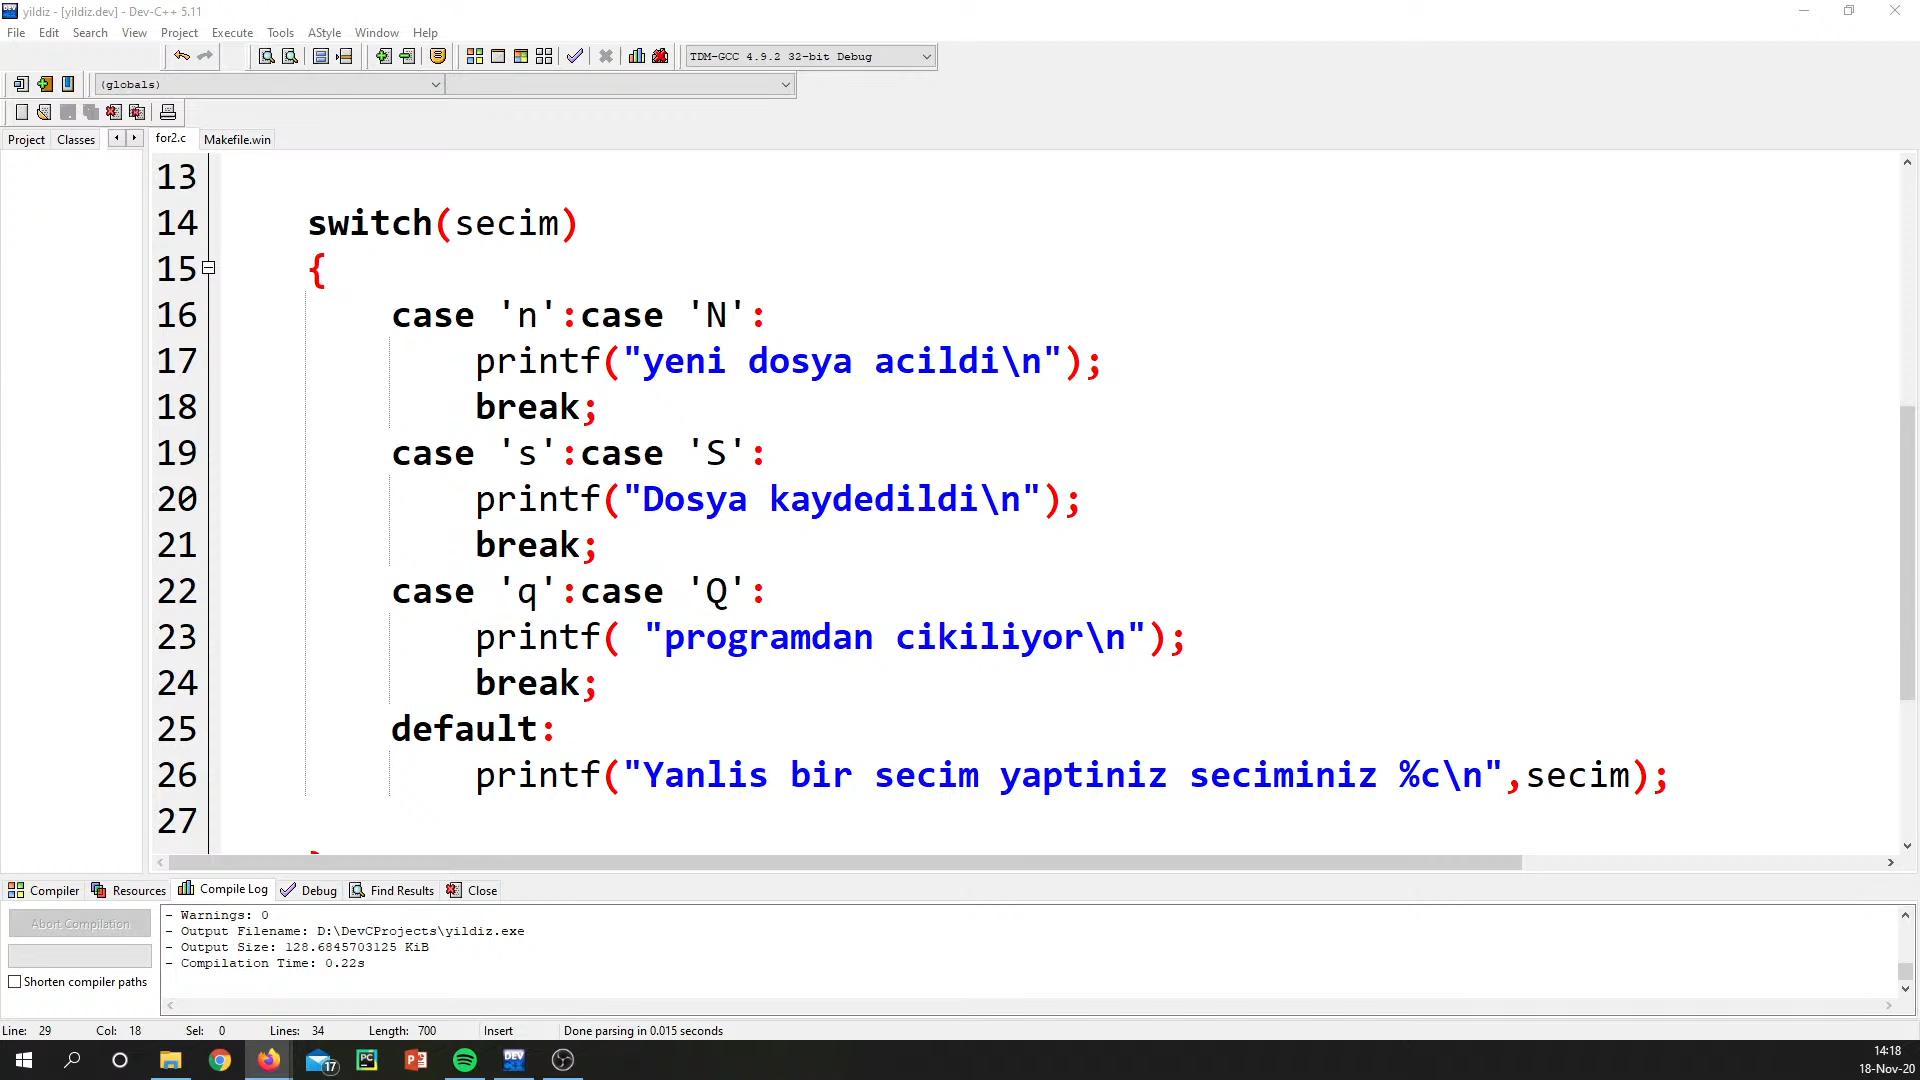 yildiz - [yildiz.dev] - Dev-C++ 5.11
File Edit Search View Project Execute Tools AStyle Window Help
TDM-GCC 4.9.2 32-bit Debug
(globals)
Project Classes for2.c Makefile.win
13
14 switch(secim)
15 {
16 case 'n':case 'N':
17 printf("yeni dosya acildi\n");
18 break;
19 case 's':case 'S':
20 printf("Dosya kaydedildi\n");
21 break;
22 case 'q':case 'Q':
23 printf( "programdan cikiliyor\n");
24 break;
25 default:
26 printf("Yanlis bir secim yaptiniz seciminiz %c\n",secim);
27
Compiler Resources Compile Log Debug Find Results Close
Abort Compilation
Shorten compiler paths
- Warnings: 0
- Output Filename: D:\DevCProjects\yildiz.exe
- Output Size: 128.6845703125 KiB
- Compilation Time: 0.22s
Line: 29 Col: 18 Sel: 0 Lines: 34 Length: 700 Insert Done parsing in 0.015 seconds
17 PC P DEV C++
14:18
18-Nov-20